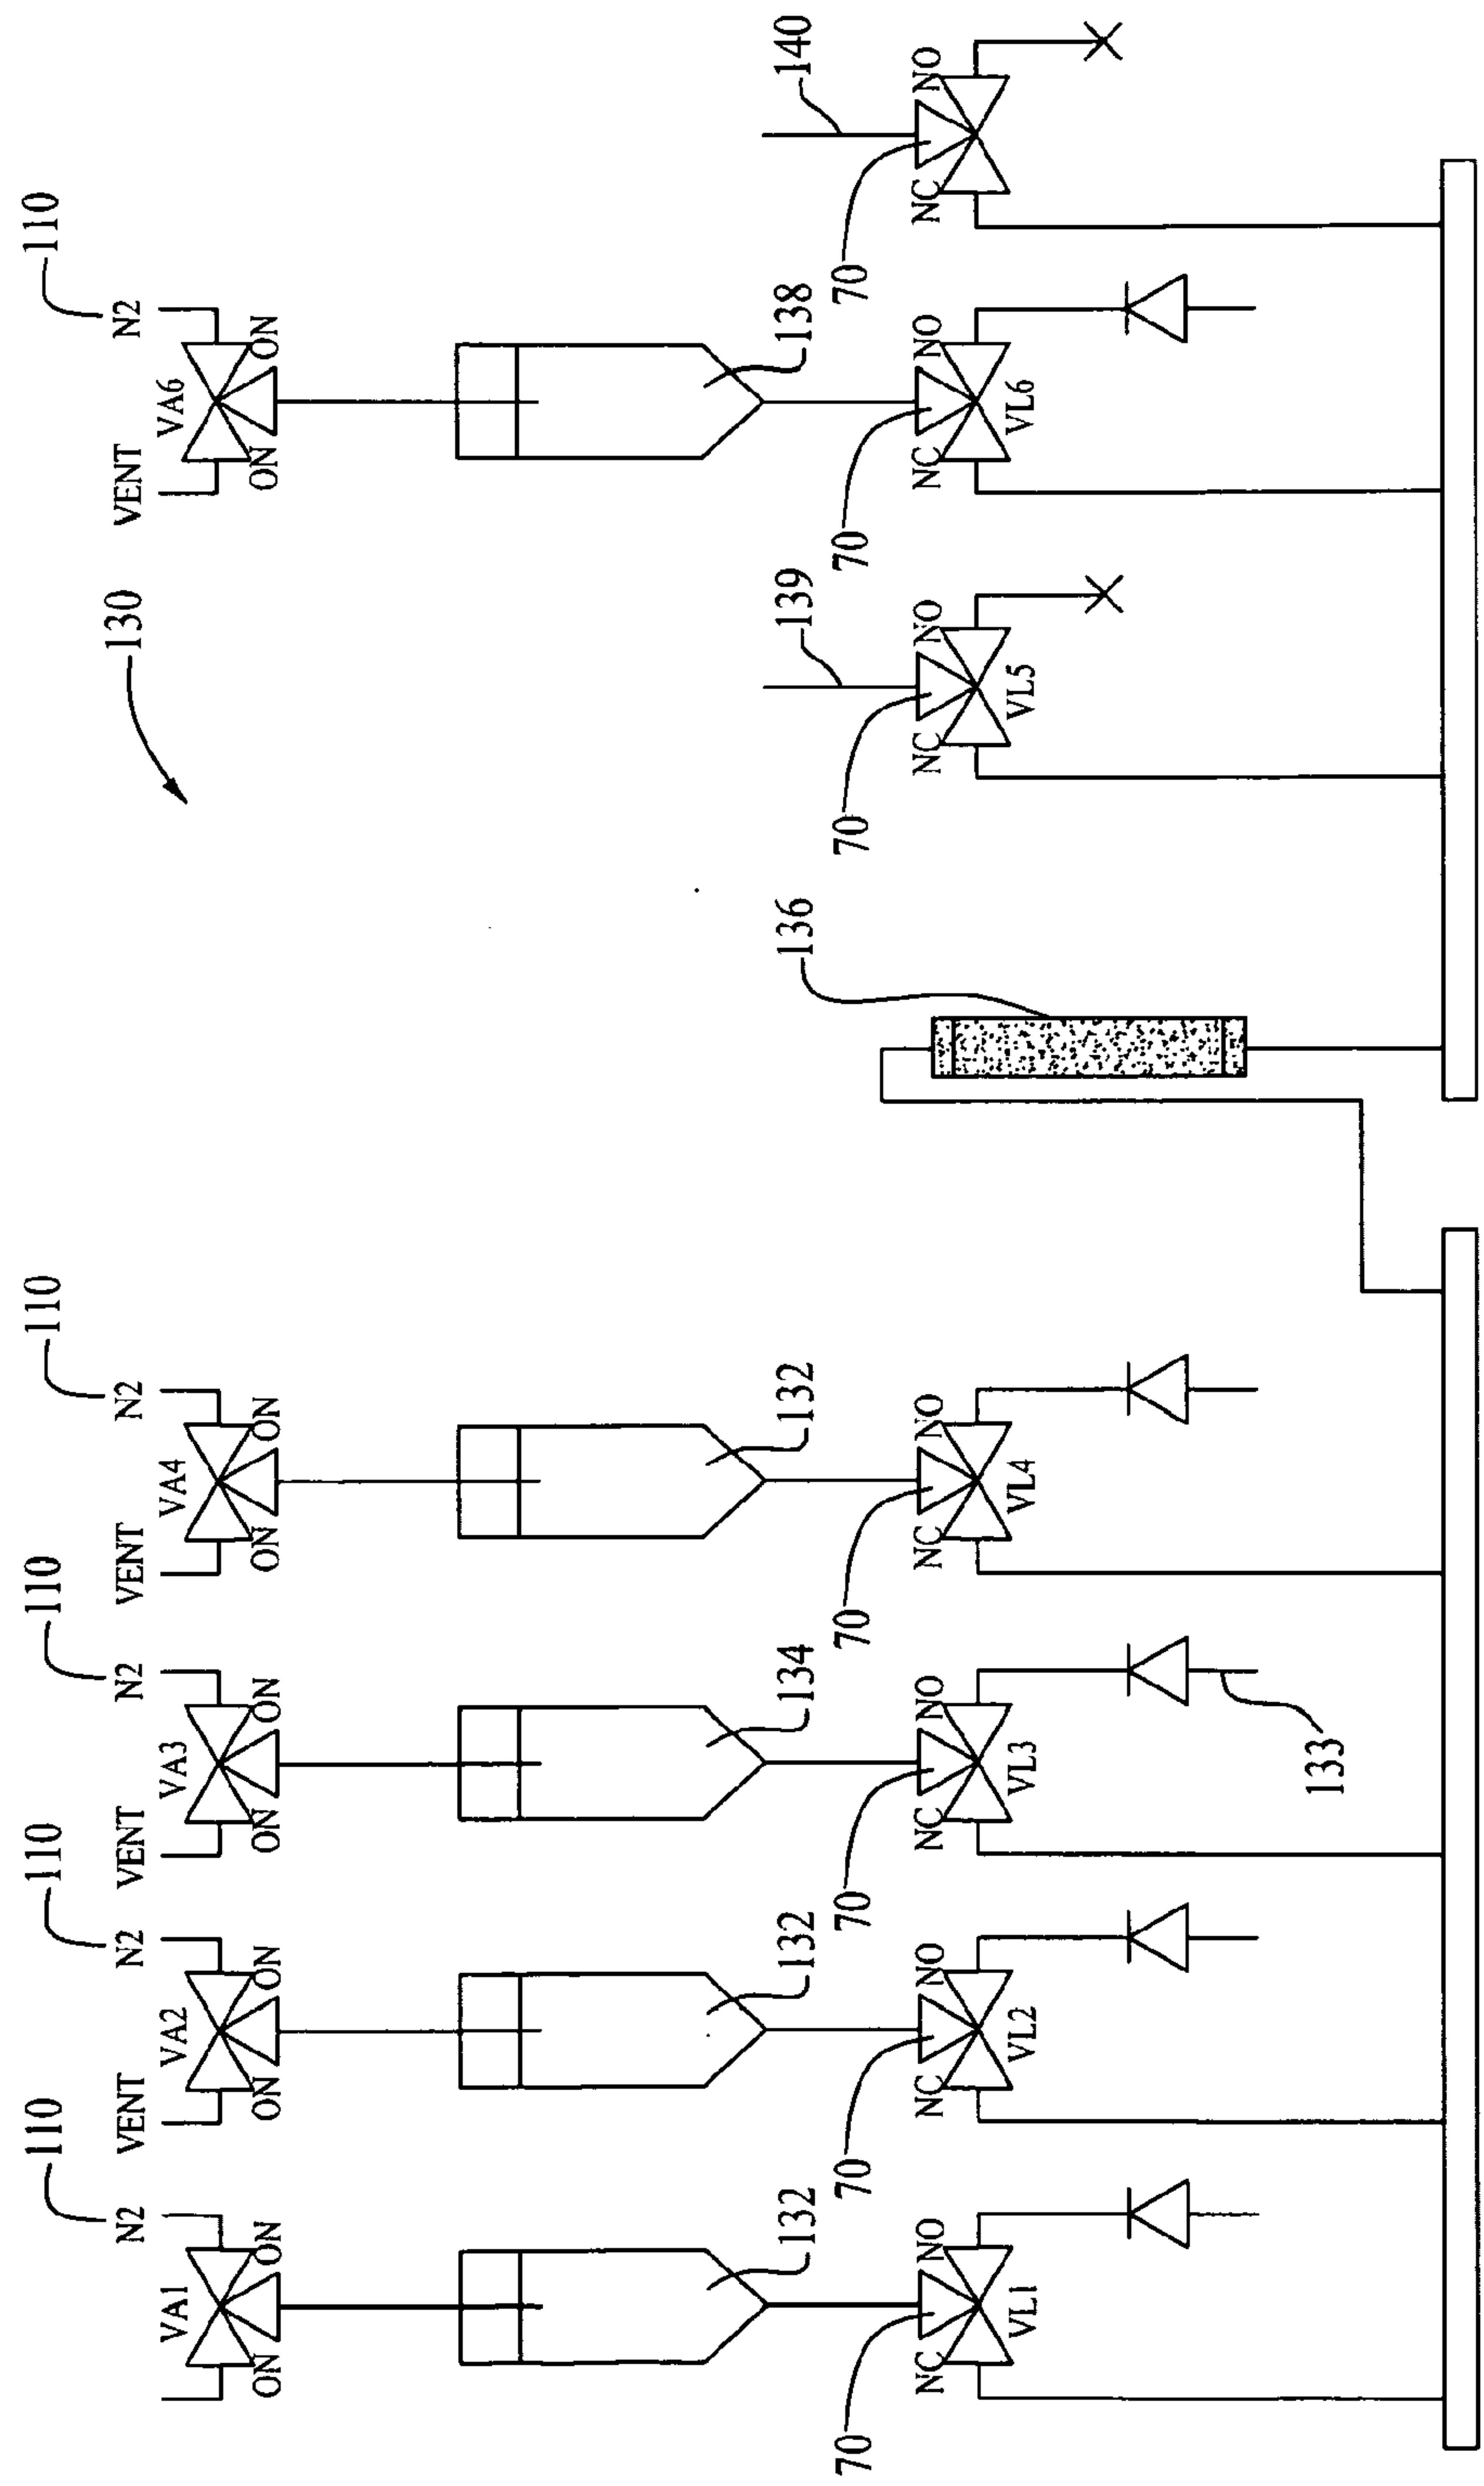 110 110 110 110 110
N2 VENT N2 VENT N2 VENT N2 130 VENT N2
VA1 VA2 VA3 VA4 VA6
ON ON ON ON ON ON ON ON ON ON
132 132 134 132 136 139 138 140
70 70 70 70 70 70 70
NC NO NC NO NC NO NC NO NC NO NC NO NC NO
VL1 VL2 VL3 VL4 VL5 VL6
133